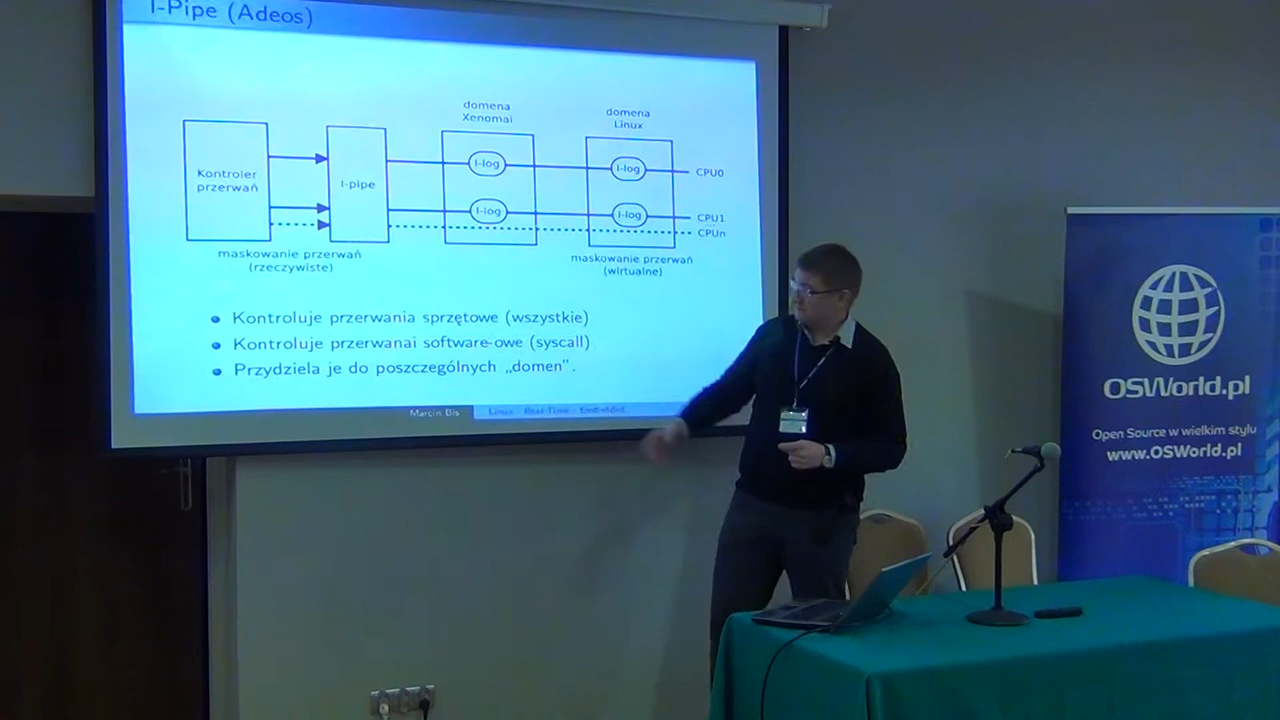 I-Pipe (Adeos)
domena
Xenomai
domena
Linux
Kontroler
przerwań
I-pipe
I-log
I-log
CPU0
I-log
I-log
CPU1
CPUn
maskowanie przerwań
(rzeczywiste)
maskowanie przerwań
(wirtualne)
Kontroluje przerwania sprzętowe (wszystkie)
Kontroluje przerwanai software-owe (syscall)
Przydziela je do poszczególnych „domen”.
Marcin Bis
Linux - Real-Time - Embedded
OSWorld.pl
Open Source w wielkim stylu
www.OSWorld.pl